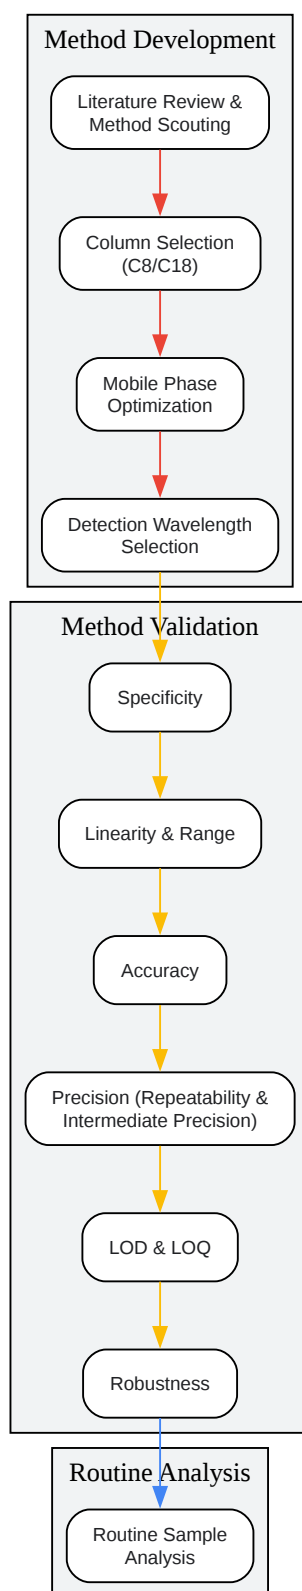 Method Development
Literature Review &
Method Scouting
Column Selection
(C8/C18)
Mobile Phase
Optimization
Detection Wavelength
Selection
Method Validation
Specificity
Linearity & Range
Accuracy
Precision (Repeatability &
Intermediate Precision)
LOD & LOQ
Robustness
Routine Analysis
Routine Sample
Analysis